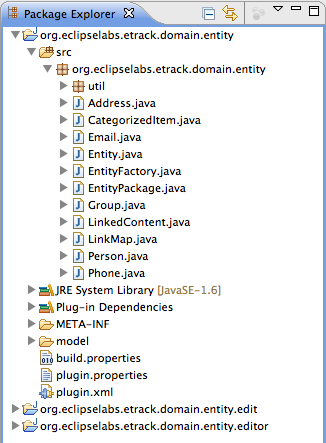 Package Explorer
org.eclipselabs.etrack.domain.entity
src
org.eclipselabs.etrack.domain.entity
util
Address.java
CategorizedItem.java
Email.java
Entity.java
EntityFactory.java
EntityPackage.java
Group.java
LinkedContent.java
LinkMap.java
Person.java
Phone.java
JRE System Library [JavaSE-1.6]
Plug-in Dependencies
META-INF
model
build.properties
plugin.properties
plugin.xml
org.eclipselabs.etrack.domain.entity.edit
org.eclipselabs.etrack.domain.entity.editor